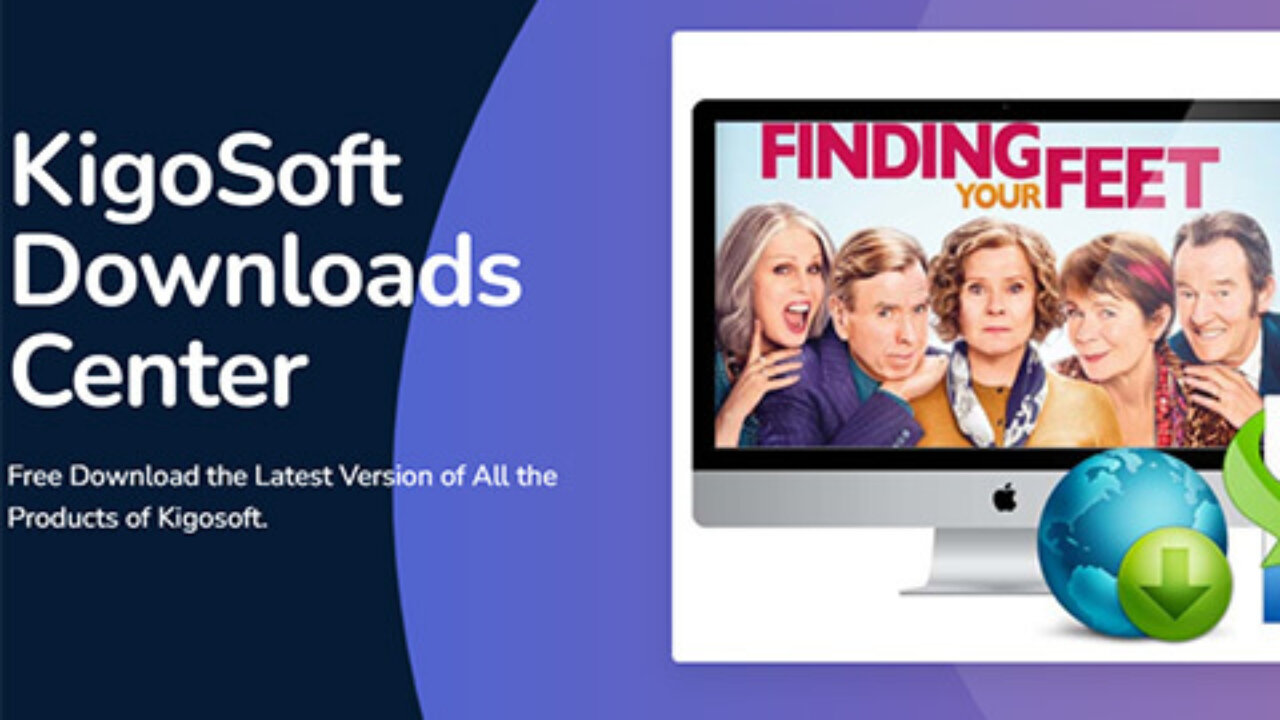 KigoSoft
Downloads
Center
Free Download the Latest Version of All the
Products of Kigosoft.
FINDING
YOUR FEET